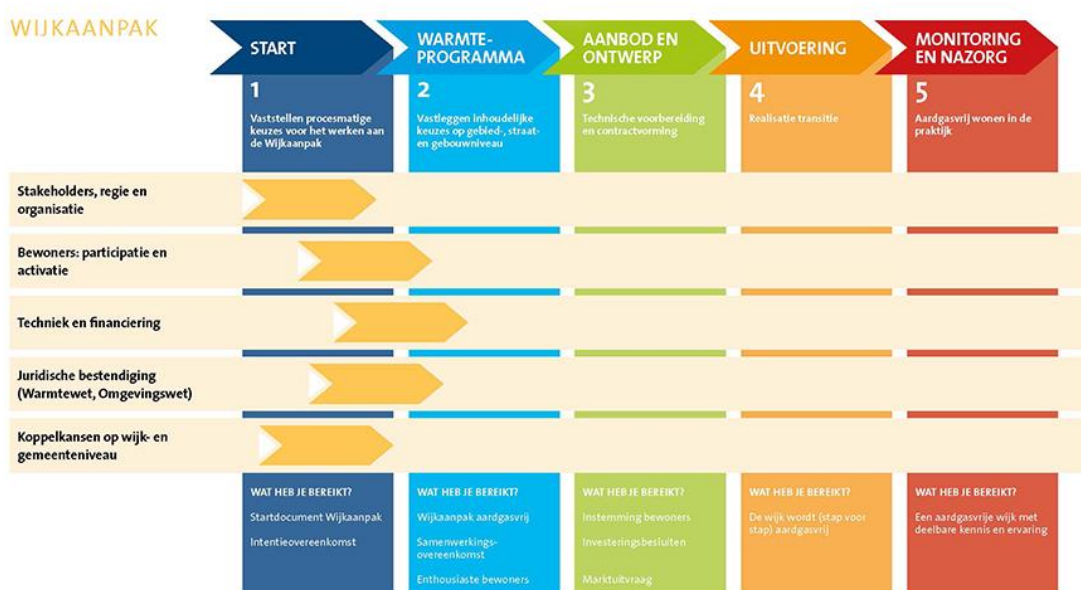 WIJKAANPAK
START
WARMTE-
PROGRAMMA
AANBOD EN
ONTWERP
UITVOERING
MONITORING
EN NAZORG
1
Vaststellen procesmatige
keuzes voor het werken aan
de Wijkaanpak
2
Vastleggen inhoudelijke
keuzes op gebied-, straat-
en gebouwniveau
3
Technische voorbereiding
en contractvorming
4
Realisatie transitie
5
Aardgasvrij wonen in de
praktijk
Stakeholders, regie en
organisatie
Bewoners: participatie en
activatie
Techniek en financiering
Juridische bestendiging
(Warmtewet, Omgevingswet)
Koppelkansen op wijk- en
gemeenteniveau
WAT HEB JE BEREIKT?
Startdocument Wijkaanpak
Intentieovereenkomst
WAT HEB JE BEREIKT?
Wijkaanpak aardgasvrij
Samenwerkings-
overeenkomst
Enthousiaste bewoners
WAT HEB JE BEREIKT?
Instemming bewoners
Investeringsbesluiten
Marktuitvraag
WAT HEB JE BEREIKT?
De wijk wordt (stap voor
stap) aardgasvrij
WAT HEB JE BEREIKT?
Een aardgasvrije wijk met
deelbare kennis en ervaring